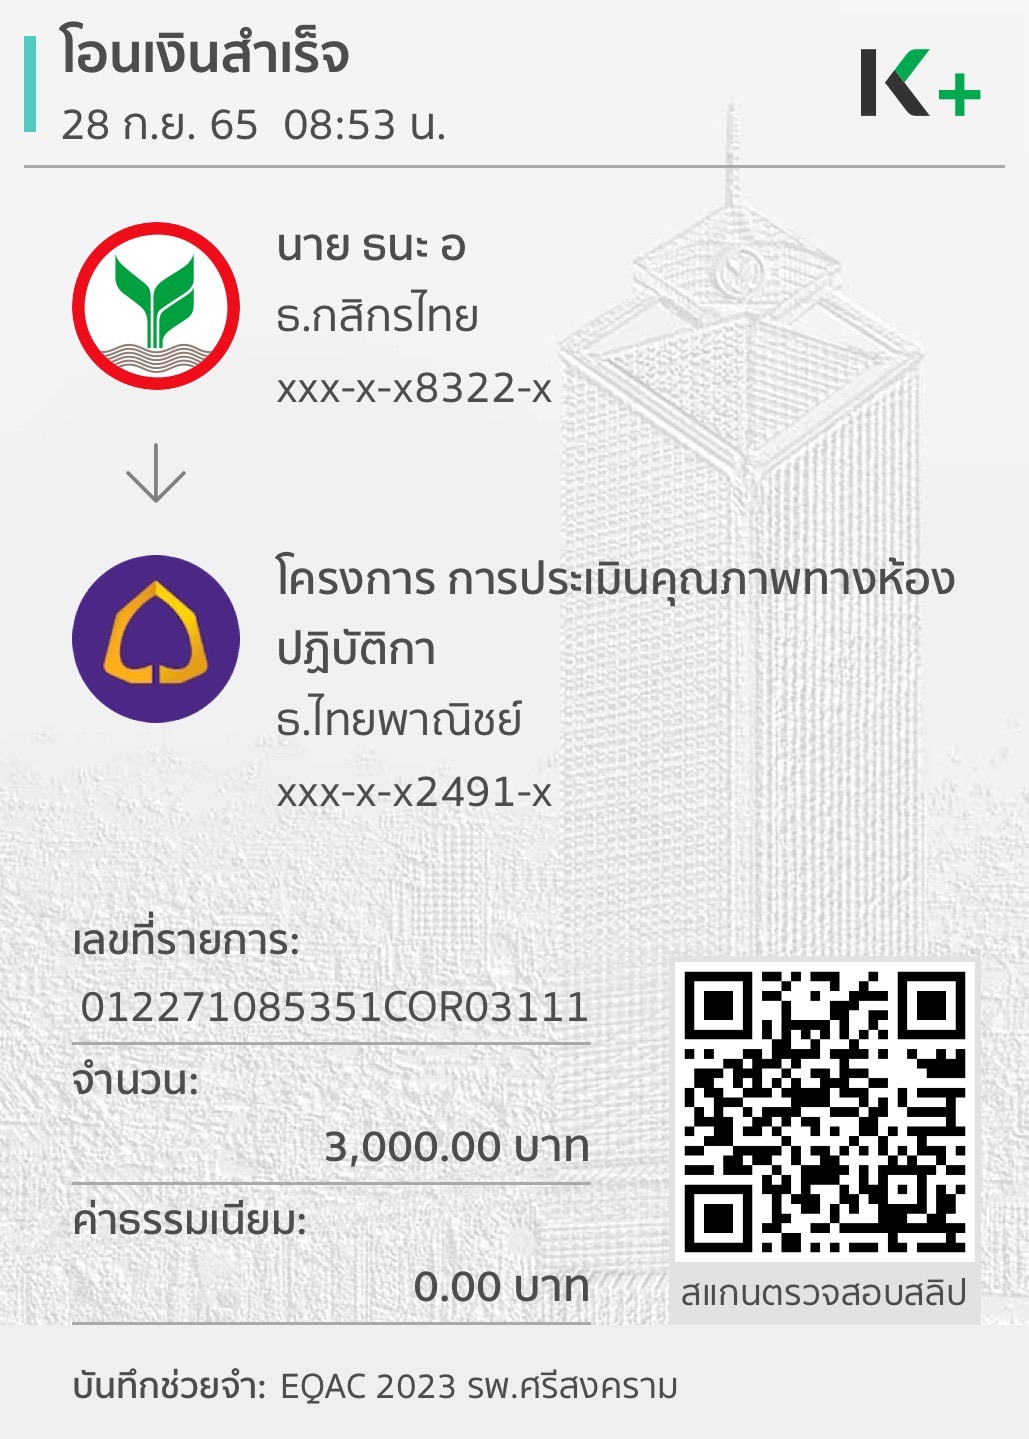 โอนเงินสำเร็จ
28 ก.ย. 65 08:53 น.
K+
นาย ธนะ อ
ธ.กสิกรไทย
xxx-x-x8322-x
โครงการ การประเมินคุณภาพทางห้อง
ปฏิบัติกา
ธ.ไทยพาณิชย์
xxx-x-x2491-x
เลขที่รายการ:
012271085351COR03111
จำนวน:
3,000.00 บาท
ค่าธรรมเนียม:
0.00 บาท
สแกนตรวจสอบสลิป
บันทึกช่วยจำ: EQAC 2023 รพ.ศรีสงคราม